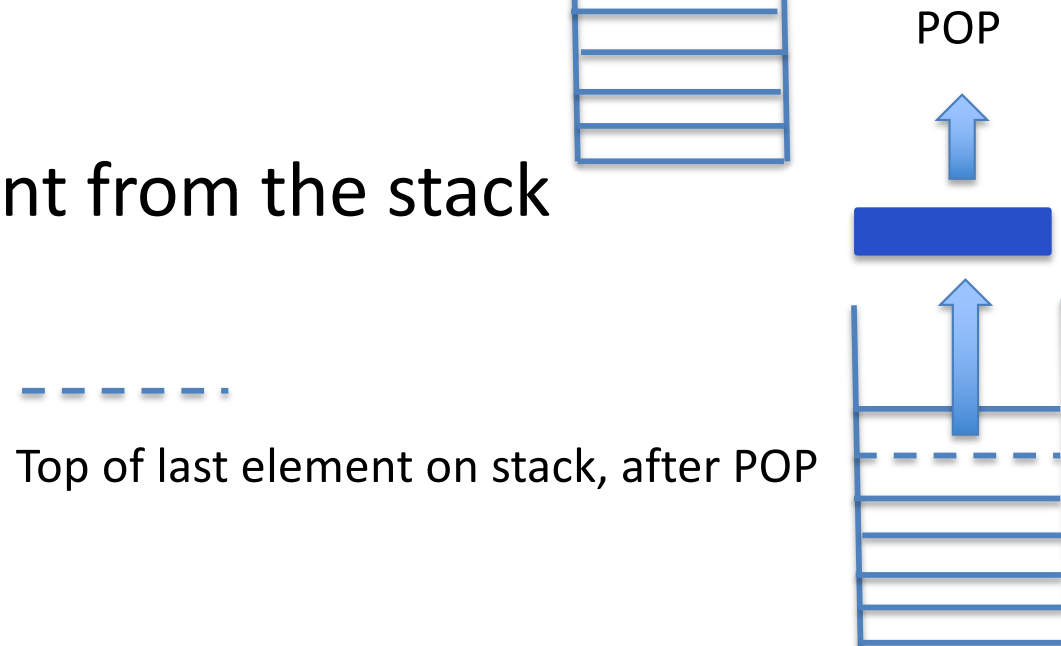 POP
nt from the stack
Top of last element on stack, after POP